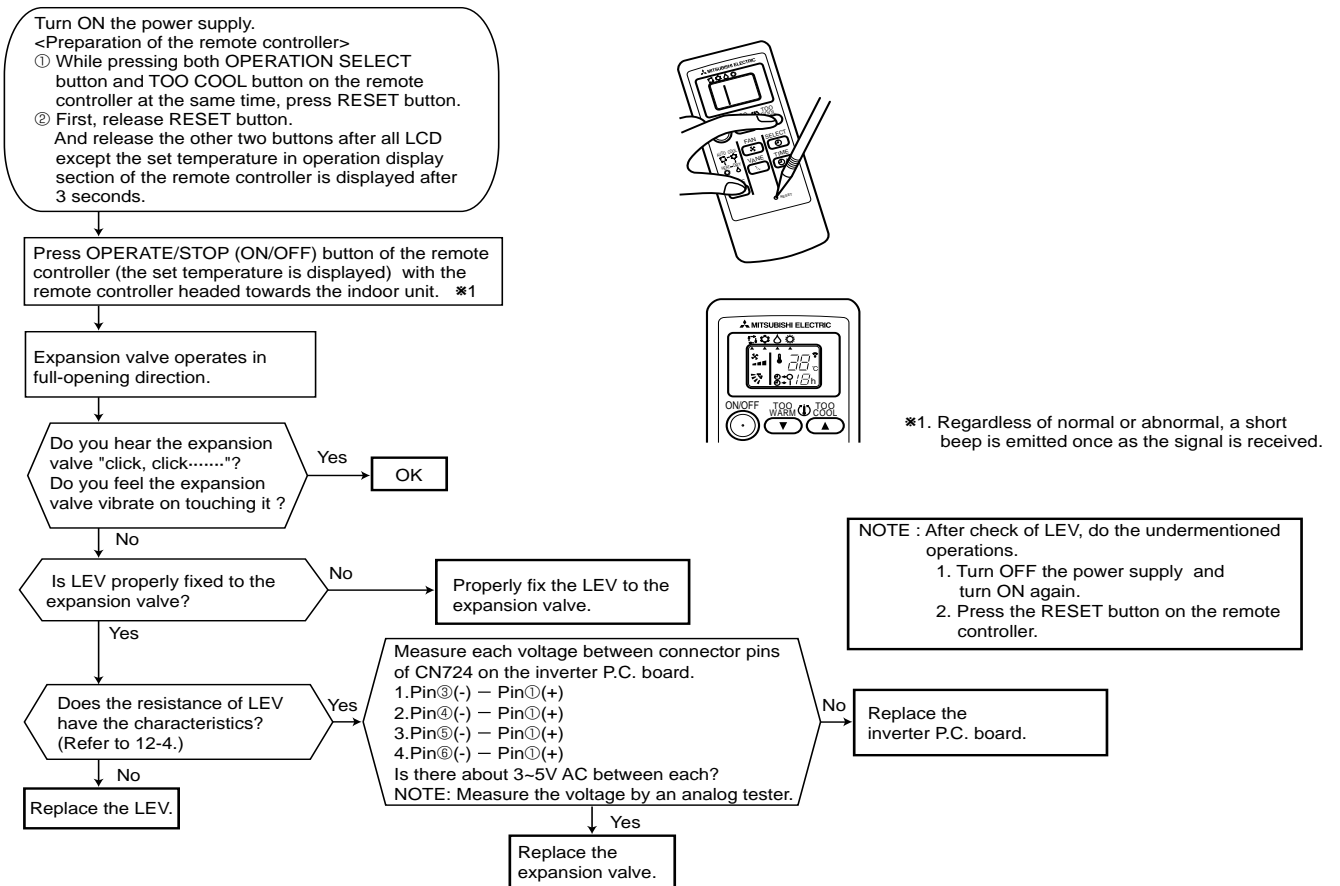 Turn ON the power supply.
<Preparation of the remote controller>
① While pressing both OPERATION SELECT
button and TOO COOL button on the remote
controller at the same time, press RESET button.
② First, release RESET button.
And release the other two buttons after all LCD
except the set temperature in operation display
section of the remote controller is displayed after
3 seconds.
Press OPERATE/STOP (ON/OFF) button of the remote
controller (the set temperature is displayed) with the
remote controller headed towards the indoor unit. ※1
Expansion valve operates in
full-opening direction.
Do you hear the expansion
valve "click, click·······"?
Do you feel the expansion
valve vibrate on touching it ?
Yes
OK
No
Is LEV properly fixed to the
expansion valve?
No
Properly fix the LEV to the
expansion valve.
Yes
Does the resistance of LEV
have the characteristics?
(Refer to 12-4.)
Yes
No
Replace the LEV.
Measure each voltage between connector pins
of CN724 on the inverter P.C. board.
1.Pin③(-) — Pin①(+)
2.Pin④(-) — Pin①(+)
3.Pin⑤(-) — Pin①(+)
4.Pin⑥(-) — Pin①(+)
Is there about 3~5V AC between each?
NOTE: Measure the voltage by an analog tester.
No
Replace the
inverter P.C. board.
Yes
Replace the
expansion valve.
MITSUBISHI ELECTRIC
TOO
FAN
SELECT
VANE
TIME
RESET
MITSUBISHI ELECTRIC
88 °C
18h
ON/OFF
TOO WARM
TOO COOL
※1. Regardless of normal or abnormal, a short
beep is emitted once as the signal is received.
NOTE : After check of LEV, do the undermentioned
operations.
1. Turn OFF the power supply and
turn ON again.
2. Press the RESET button on the remote
controller.